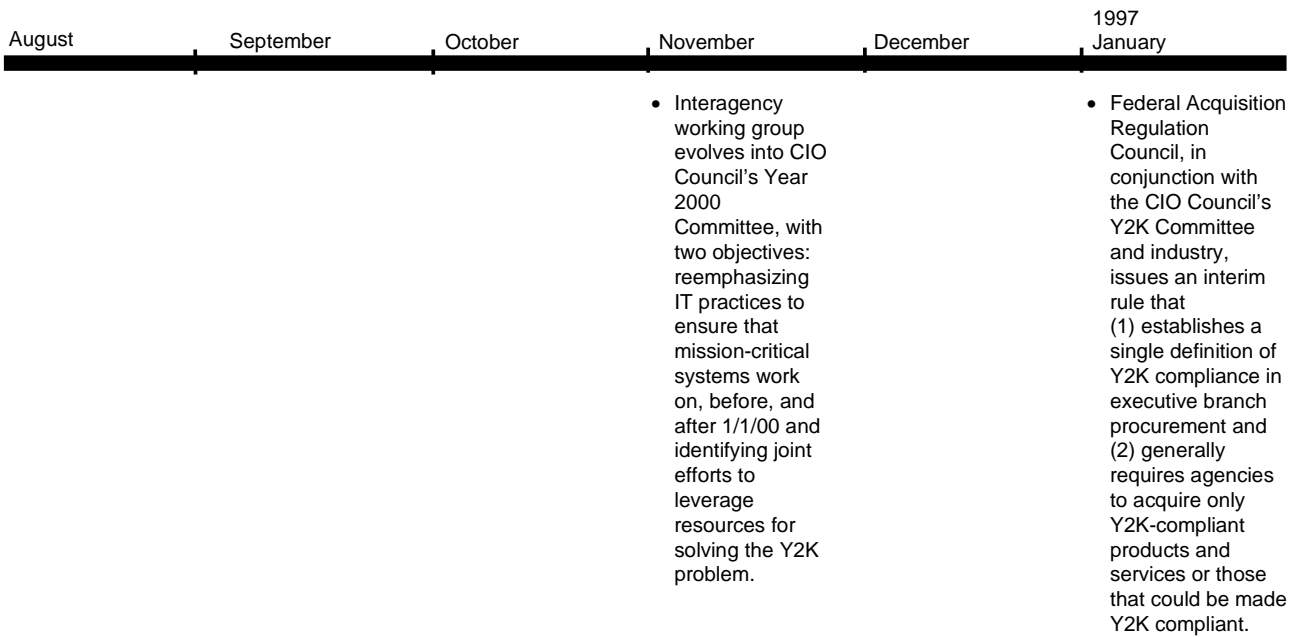 August
September
October
November
December
1997
January
• Interagency
working group
evolves into CIO
Council’s Year
2000
Committee, with
two objectives:
reemphasizing
IT practices to
ensure that
mission-critical
systems work
on, before, and
after 1/1/00 and
identifying joint
efforts to
leverage
resources for
solving the Y2K
problem.
• Federal Acquisition
Regulation
Council, in
conjunction with
the CIO Council’s
Y2K Committee
and industry,
issues an interim
rule that
(1) establishes a
single definition of
Y2K compliance in
executive branch
procurement and
(2) generally
requires agencies
to acquire only
Y2K-compliant
products and
services or those
that could be made
Y2K compliant.